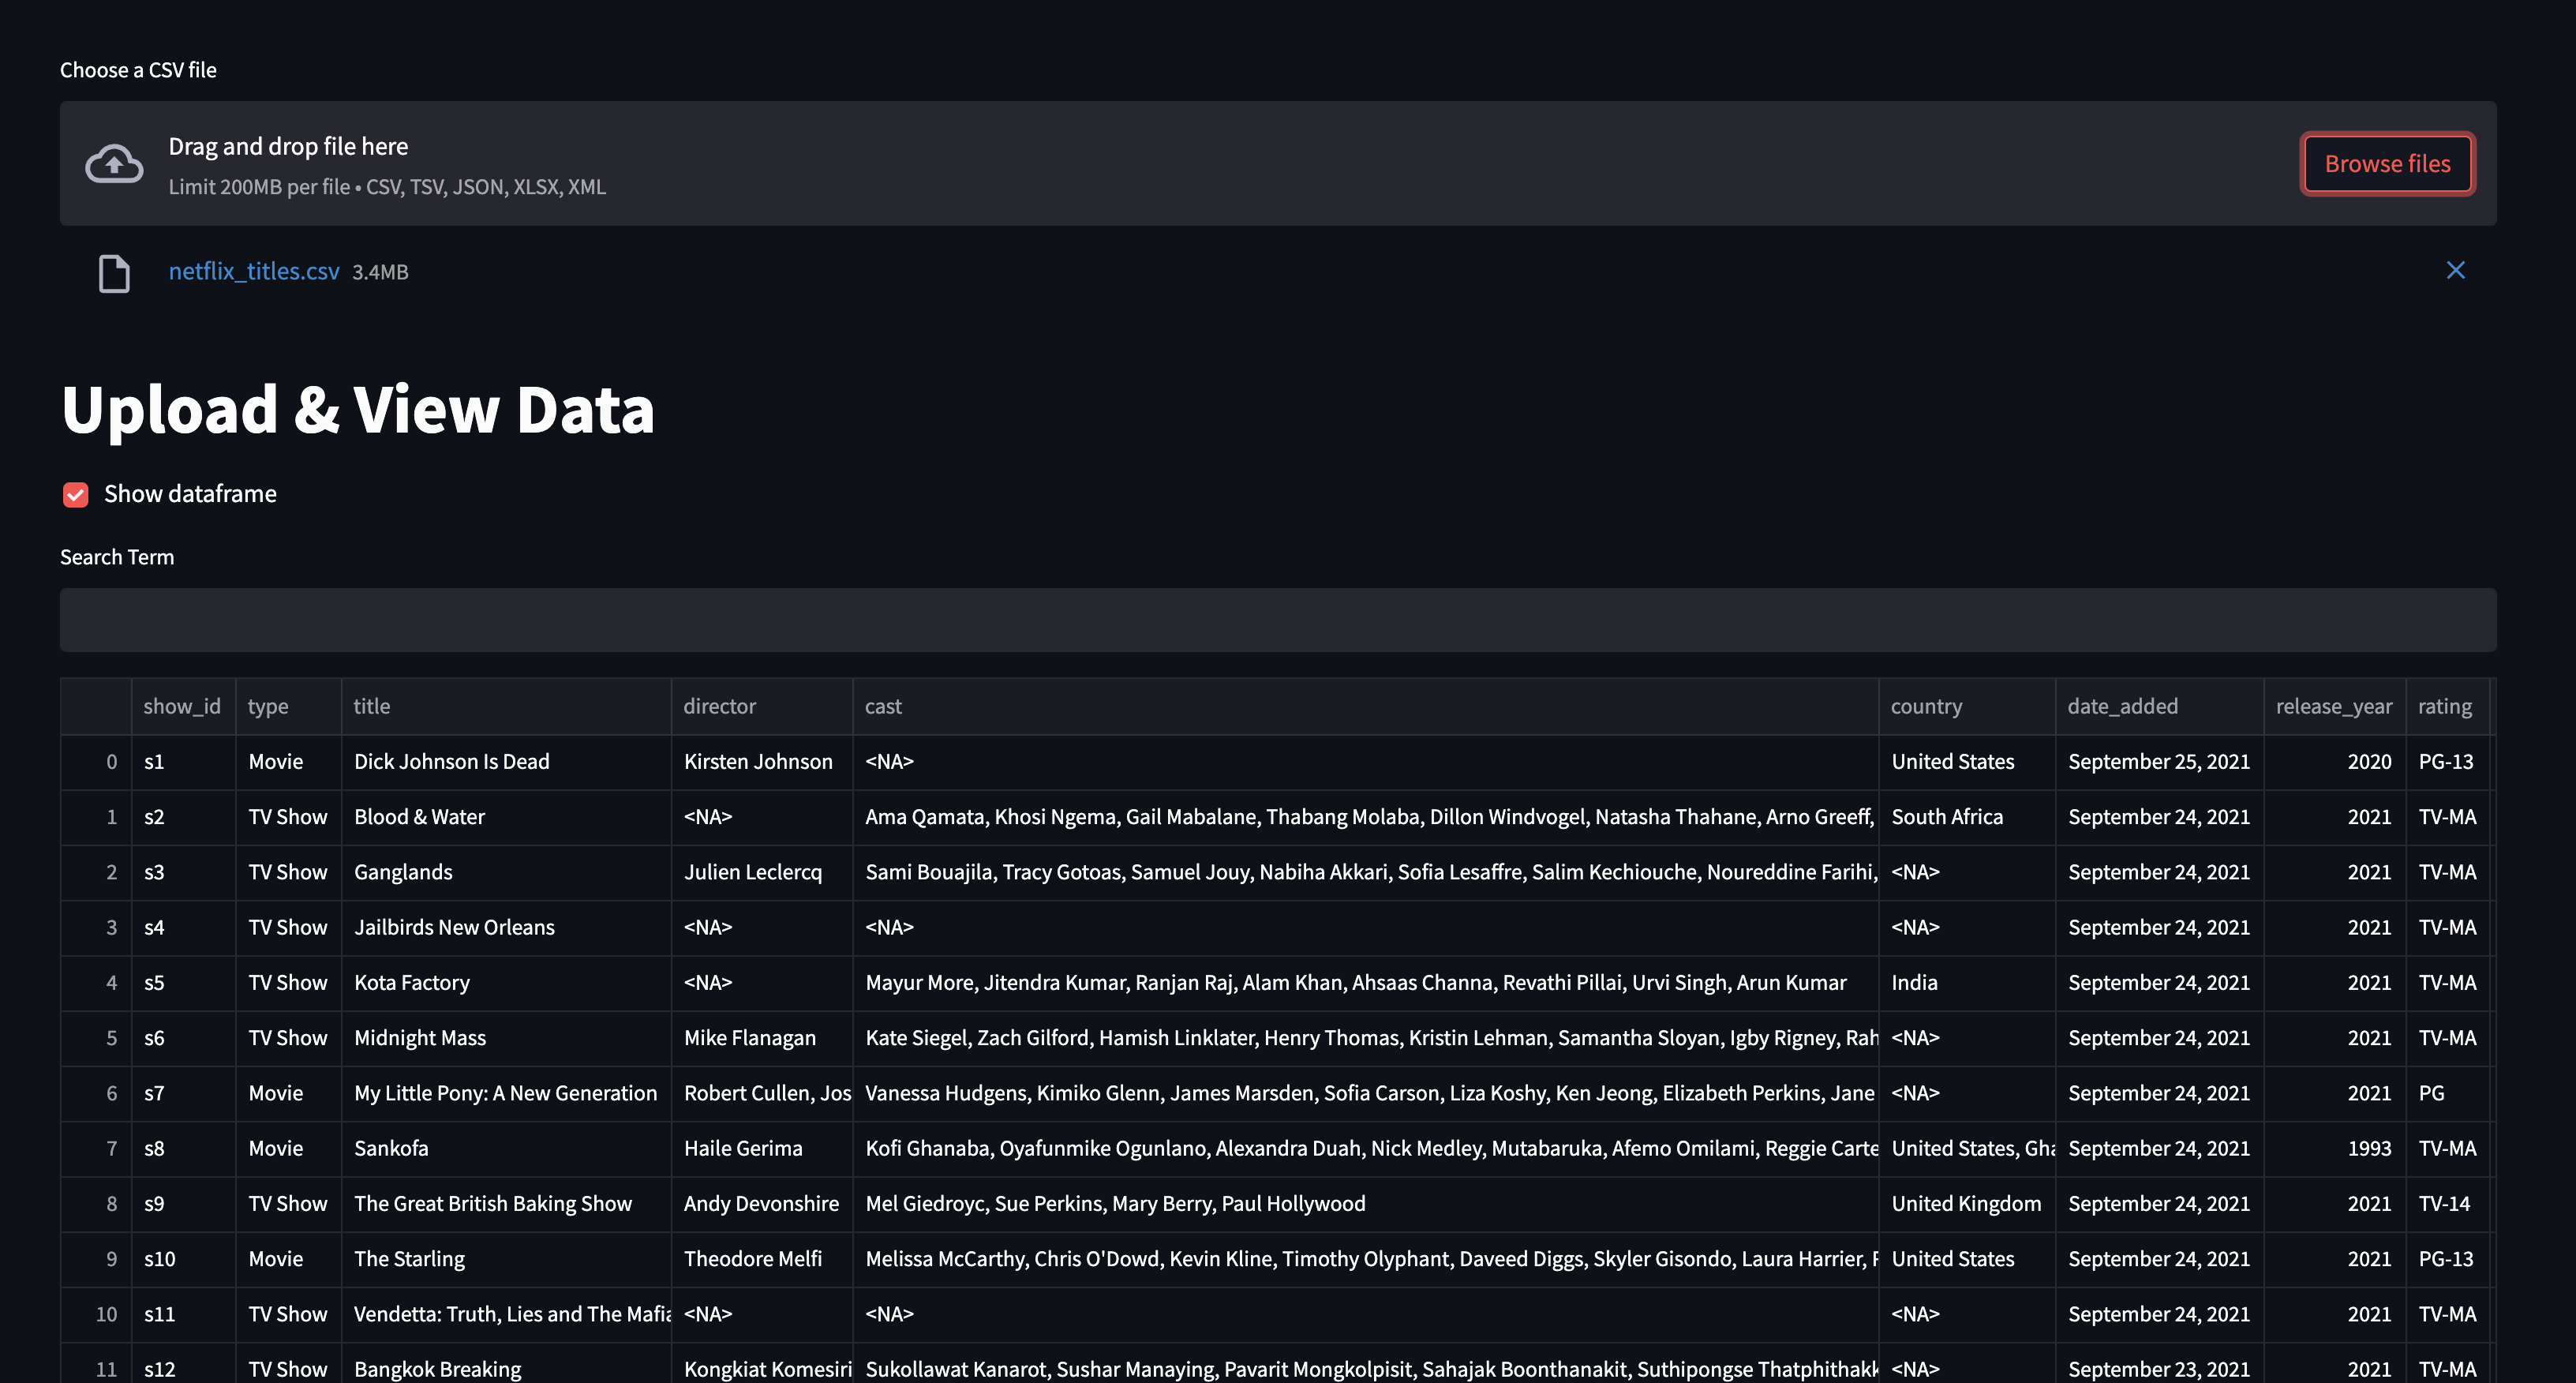 Choose a CSV file
Drag and drop file here
Limit 200MB per file • CSV, TSV, JSON, XLSX, XML
Browse files
netflix_titles.csv 3.4MB
Upload & View Data
Show dataframe
Search Term
show_id type title director cast country date_added release_year rating
0 s1 Movie Dick Johnson Is Dead Kirsten Johnson <NA> United States September 25, 2021 2020 PG-13
1 s2 TV Show Blood & Water <NA> Ama Qamata, Khosi Ngema, Gail Mabalane, Thabang Molaba, Dillon Windvogel, Natasha Thahane, Arno Greeff, South Africa September 24, 2021 2021 TV-MA
2 s3 TV Show Ganglands Julien Leclercq Sami Bouajila, Tracy Gotoas, Samuel Jouy, Nabiha Akkari, Sofia Lesaffre, Salim Kechiouche, Noureddine Farihi, <NA> September 24, 2021 2021 TV-MA
3 s4 TV Show Jailbirds New Orleans <NA> <NA> <NA> September 24, 2021 2021 TV-MA
4 s5 TV Show Kota Factory <NA> Mayur More, Jitendra Kumar, Ranjan Raj, Alam Khan, Ahsaas Channa, Revathi Pillai, Urvi Singh, Arun Kumar India September 24, 2021 2021 TV-MA
5 s6 TV Show Midnight Mass Mike Flanagan Kate Siegel, Zach Gilford, Hamish Linklater, Henry Thomas, Kristin Lehman, Samantha Sloyan, Igby Rigney, Rah <NA> September 24, 2021 2021 TV-MA
6 s7 Movie My Little Pony: A New Generation Robert Cullen, Jos Vanessa Hudgens, Kimiko Glenn, James Marsden, Sofia Carson, Liza Koshy, Ken Jeong, Elizabeth Perkins, Jane <NA> September 24, 2021 2021 PG
7 s8 Movie Sankofa Haile Gerima Kofi Ghanaba, Oyafunmike Ogunlano, Alexandra Duah, Nick Medley, Mutabaruka, Afemo Omilami, Reggie Carte United States, Gha September 24, 2021 1993 TV-MA
8 s9 TV Show The Great British Baking Show Andy Devonshire Mel Giedroyc, Sue Perkins, Mary Berry, Paul Hollywood United Kingdom September 24, 2021 2021 TV-14
9 s10 Movie The Starling Theodore Melfi Melissa McCarthy, Chris O'Dowd, Kevin Kline, Timothy Olyphant, Daveed Diggs, Skyler Gisondo, Laura Harrier, United States September 24, 2021 2021 PG-13
10 s11 TV Show Vendetta: Truth, Lies and The Mafia <NA> <NA> <NA> September 24, 2021 2021 TV-MA
11 s12 TV Show Bangkok Breaking Kongkiat Komesiri Sukollawat Kanarot, Sushar Manaying, Pavarit Mongkolpisit, Sahajak Boonthanakit, Suthipongse Thatphithakk <NA> September 23, 2021 2021 TV-MA